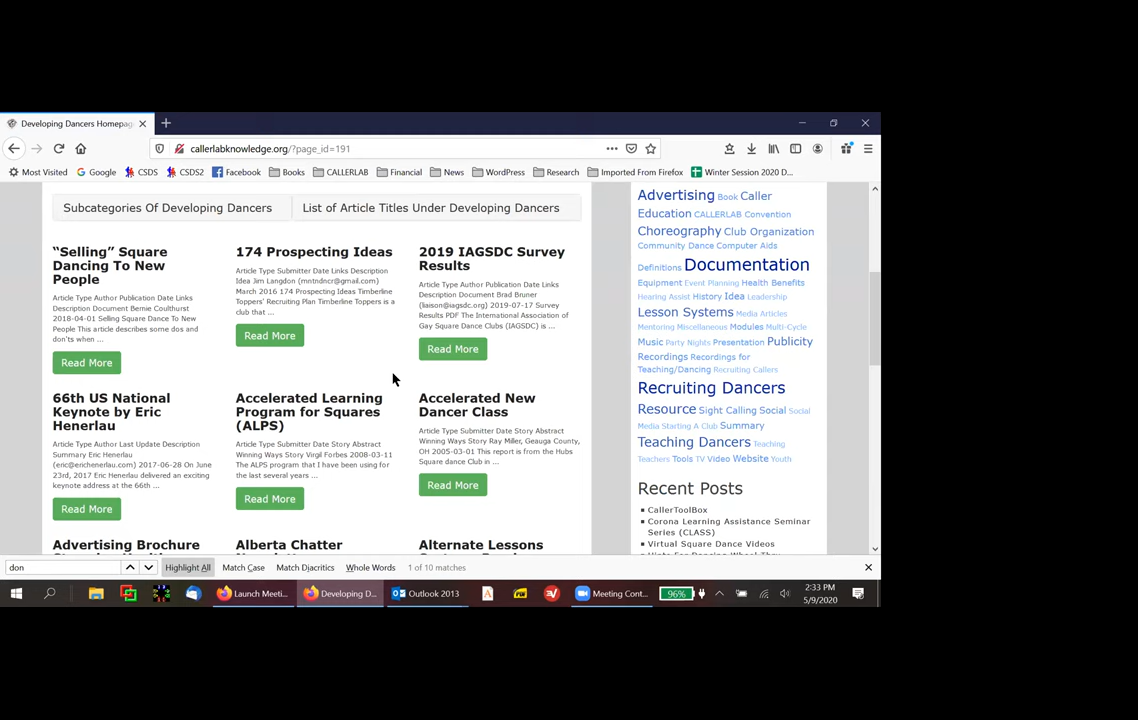 Developing Dancers Homepag
callerlabknowledge.org/?page_id=191
Most Visited Google CSDS CSDS2 Facebook Books CALLERLAB Financial News WordPress Research Imported From Firefox Winter Session 2020 D...
Subcategories Of Developing Dancers
List of Article Titles Under Developing Dancers
“Selling” Square
Dancing To New
People
Article Type Author Publication Date Links
Description Document Bernie Coulthurst
2018-04-01 Selling Square Dance To New
People This article describes some dos and
don'ts when ...
Read More
174 Prospecting Ideas
Article Type Submitter Date Links Description
Idea Jim Langdon (mntndncr@gmail.com)
March 2016 174 Prospecting Ideas Timberline
Toppers' Recruiting Plan Timberline Toppers is a
club that ...
Read More
2019 IAGSDC Survey
Results
Article Type Submitter Date Links
Description Document Brad Bruner
(liaison@iagsdc.org) 2019-07-17 Survey
Results PDF The International Association of
Gay Square Dance Clubs (IAGSDC) is ...
Read More
66th US National
Keynote by Eric
Henerlau
Article Type Author Last Update Description
Summary Eric Henerlau
(eric@erichenerlau.com) 2017-06-28 On June
23rd, 2017 Eric Henerlau delivered an exciting
keynote address at the 66th ...
Read More
Accelerated Learning
Program for Squares
(ALPS)
Article Type Submitter Date Story Abstract
Winning Ways Story Virgil Forbes 2008-03-11
The ALPS program that I have been using for
the last several years ...
Read More
Accelerated New
Dancer Class
Article Type Submitter Date Story Abstract
Winning Ways Story Ray Miller, Geauga County,
OH 2005-03-01 This report is from the Hubs
Square dance Club in ...
Read More
Advertising Brochure
Alberta Chatter
Alternate Lessons
Advertising Book Caller
Education CALLERLAB Convention
Choreography Club Organization
Community Dance Computer Aids
Definitions Documentation
Equipment Event Planning Health Benefits
Hearing Assist History Idea Leadership
Lesson Systems Media Articles
Mentoring Miscellaneous Modules Multi-Cycle
Music Party Nights Presentation Publicity
Recordings Recordings for
Teaching/Dancing Recruiting Callers
Recruiting Dancers
Resource Sight Calling Social Social
Media Starting A Club Summary
Teaching Dancers Teaching
Teachers Tools TV Video Website Youth
Recent Posts
CallerToolBox
Corona Learning Assistance Seminar
Series (CLASS)
Virtual Square Dance Videos
don
Highlight All Match Case Match Diacritics Whole Words 1 of 10 matches
Launch Meeti... Developing D... Outlook 2013 Meeting Cont... 96%
2:33 PM
5/9/2020